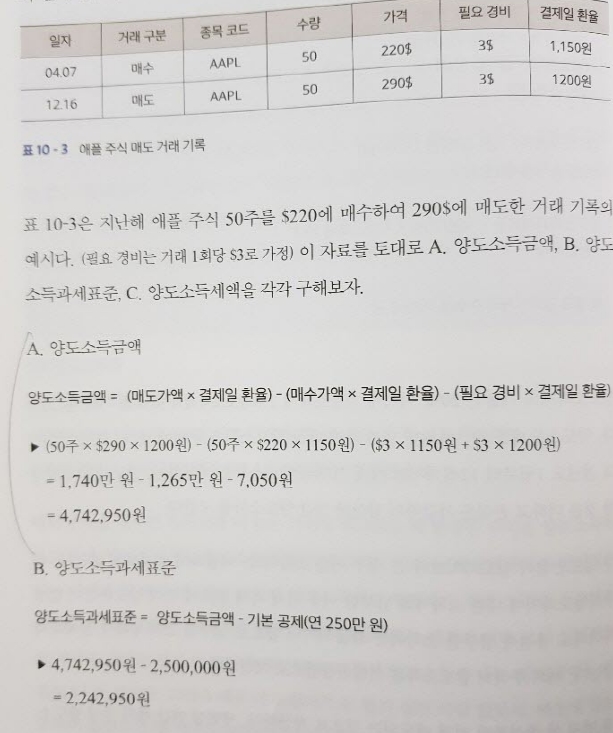 일자 거래 구분 종목 코드 수량 가격 필요 경비 결제일 환율
04.07 매수 AAPL 50 220$ 3$ 1,150원
12.16 매도 AAPL 50 290$ 3$ 1200원
표 10-3 애플 주식 매도 거래 기록
표 10-3은 지난해 애플 주식 50주를 $220에 매수하여 290$에 매도한 거래 기록의
예시다. (필요 경비는 거래 1회당 $3로 가정) 이 자료를 토대로 A. 양도소득금액, B. 양도
소득과세표준, C. 양도소득세액을 각각 구해보자.
A. 양도소득금액
양도소득금액 = (매도가액 × 결제일 환율) - (매수가액 × 결제일 환율) - (필요 경비 × 결제일 환율)
▶ (50주 × $290 × 1200원) - (50주 × $220 × 1150원) - ($3 × 1150원 + $3 × 1200원)
= 1,740만 원 - 1,265만 원 - 7,050원
= 4,742,950원
B. 양도소득과세표준
양도소득과세표준 = 양도소득금액 - 기본 공제(연 250만 원)
▶ 4,742,950원 - 2,500,000원
= 2,242,950원